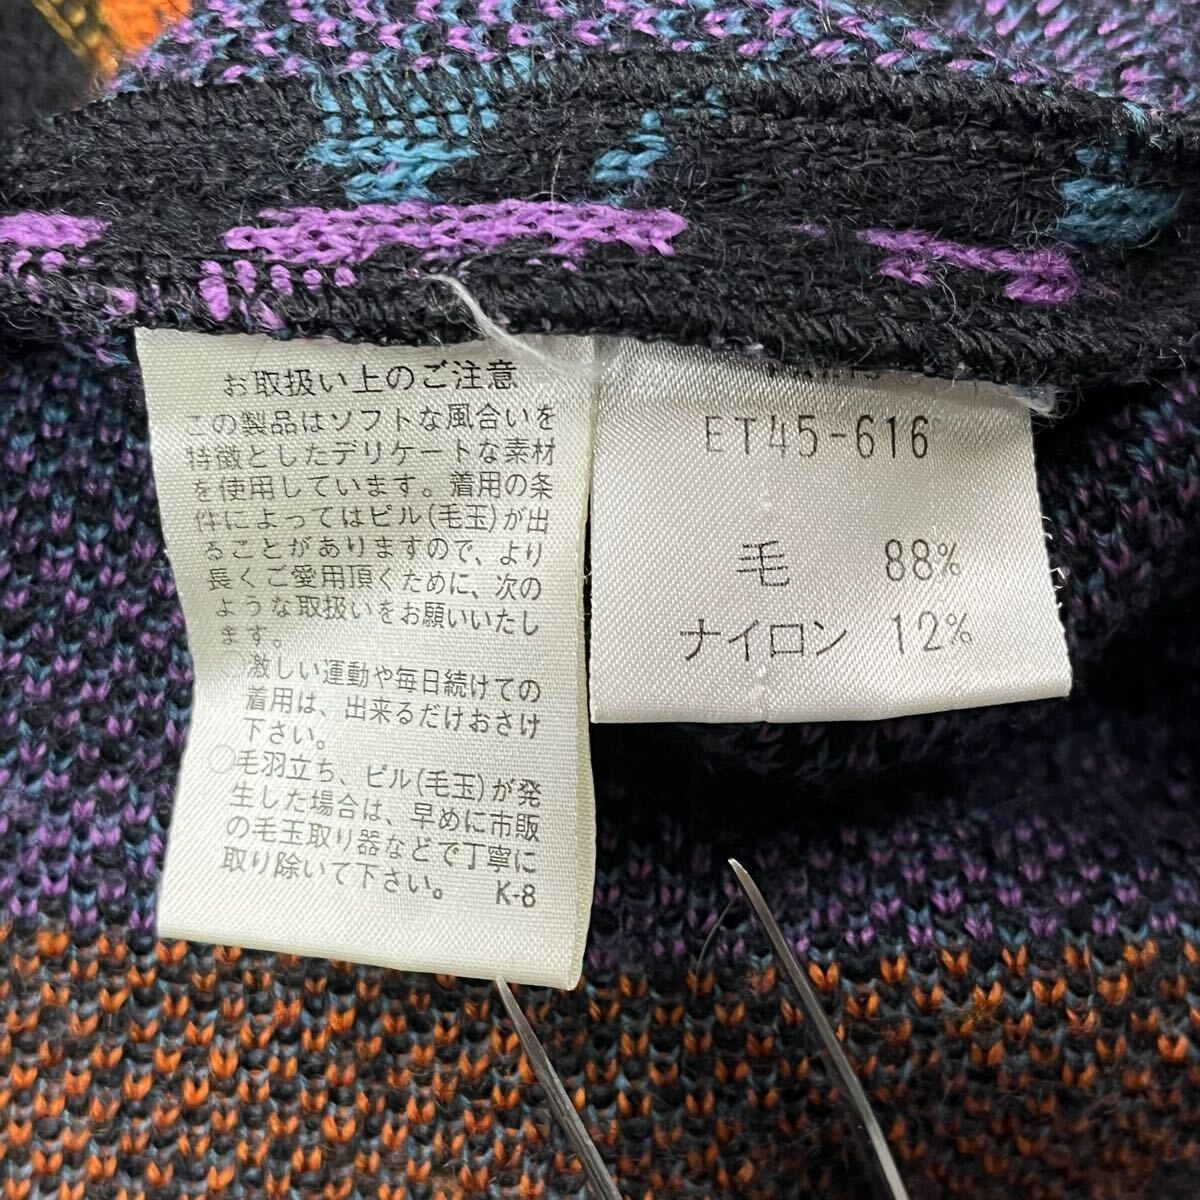 お取扱い上のご注意
この製品はソフトな風合いを
特徴としたデリケートな素材
を使用しています。着用の条
件によってはピル(毛玉)が出
ることがありますので、より
長くご愛用頂くために、次の
ような取扱いをお願いいたし
ます。
○激しい運動や毎日続けての
着用は、出来るだけおさけ
下さい。
○毛羽立ち、ピル(毛玉)が発
生した場合は、早めに市販
の毛玉取り器などで丁寧に
取り除いて下さい。 K-8
ET45-616
毛 88%
ナイロン 12%